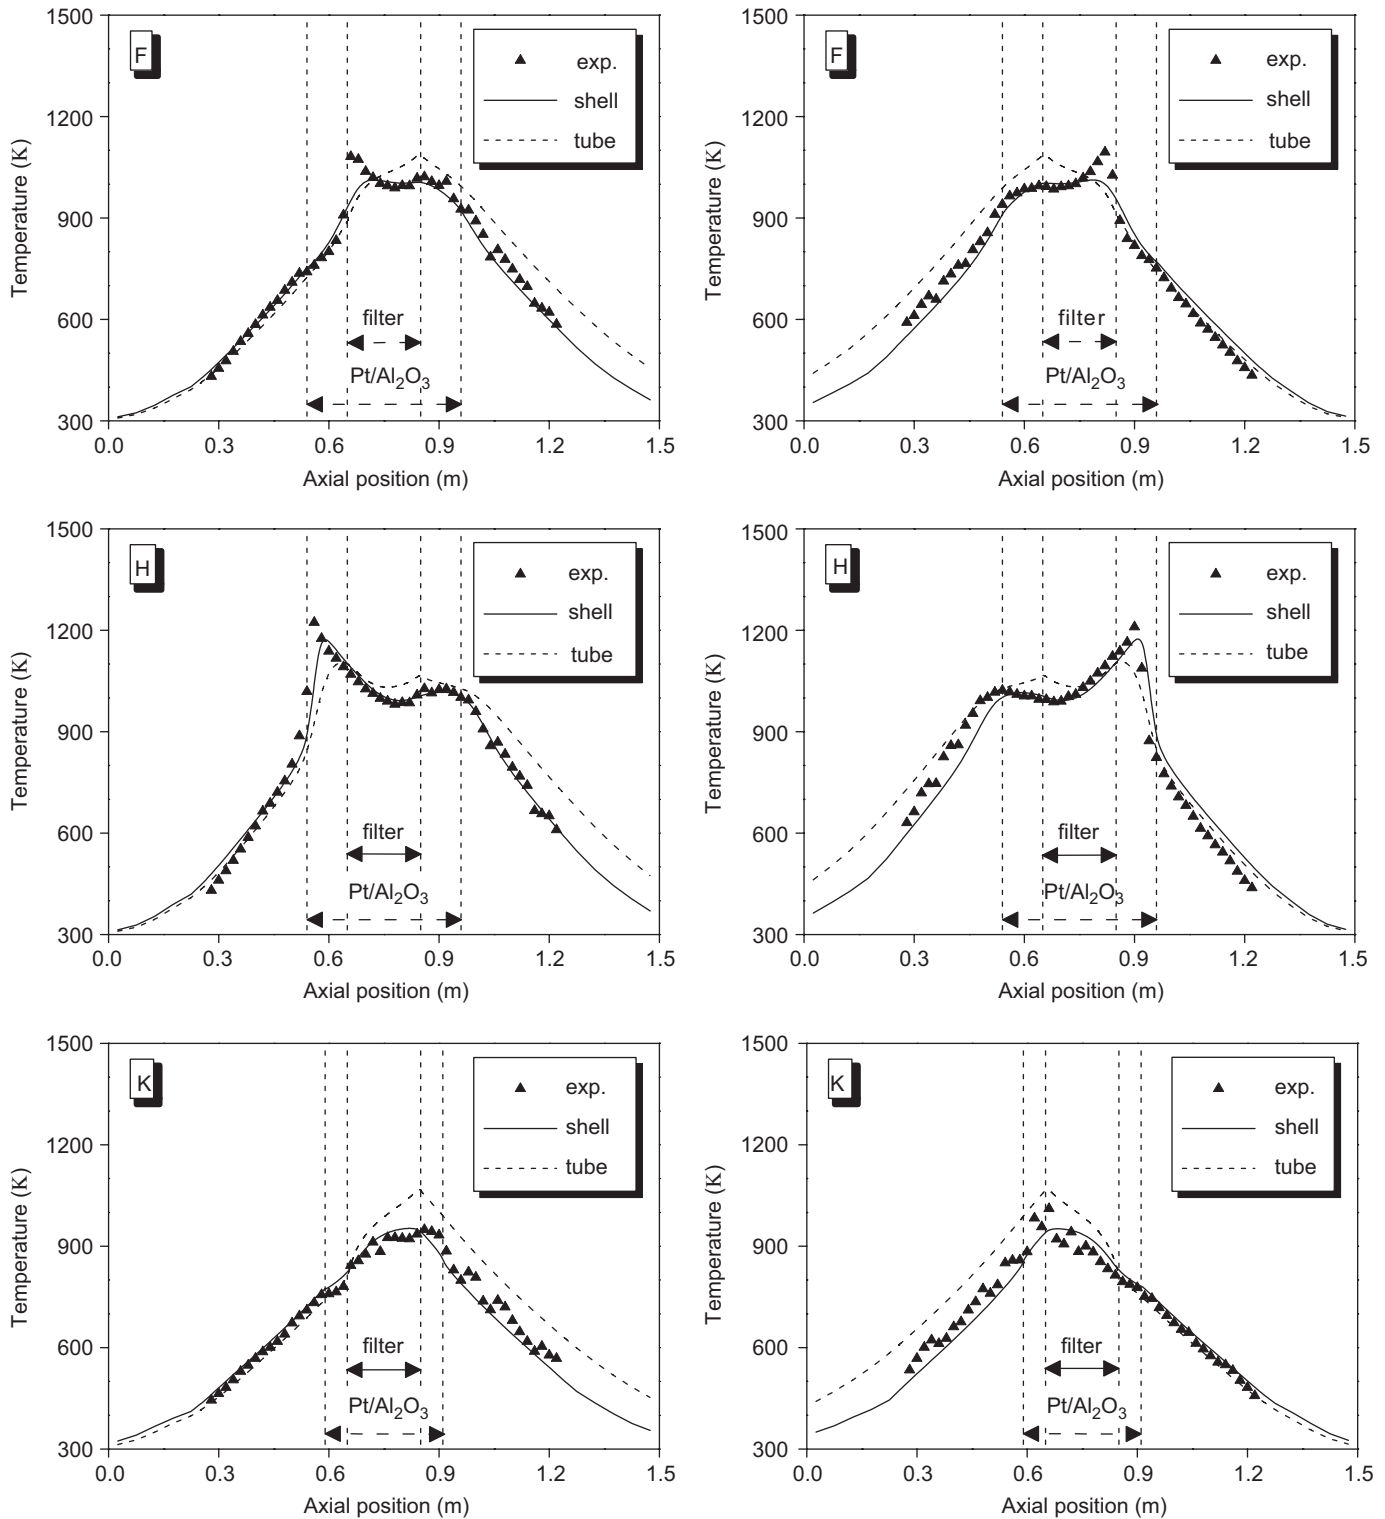 F
exp.
shell
tube
1500
1200
900
600
300
Temperature (K)
filter
Pt/Al2O3
0.0 0.3 0.6 0.9 1.2 1.5
Axial position (m)
F
exp.
shell
tube
1500
1200
900
600
300
Temperature (K)
filter
Pt/Al2O3
0.0 0.3 0.6 0.9 1.2 1.5
Axial position (m)
H
exp.
shell
tube
1500
1200
900
600
300
Temperature (K)
filter
Pt/Al2O3
0.0 0.3 0.6 0.9 1.2 1.5
Axial position (m)
H
exp.
shell
tube
1500
1200
900
600
300
Temperature (K)
filter
Pt/Al2O3
0.0 0.3 0.6 0.9 1.2 1.5
Axial position (m)
K
exp.
shell
tube
1500
1200
900
600
300
Temperature (K)
filter
Pt/Al2O3
0.0 0.3 0.6 0.9 1.2 1.5
Axial position (m)
K
exp.
shell
tube
1500
1200
900
600
300
Temperature (K)
filter
Pt/Al2O3
0.0 0.3 0.6 0.9 1.2 1.5
Axial position (m)